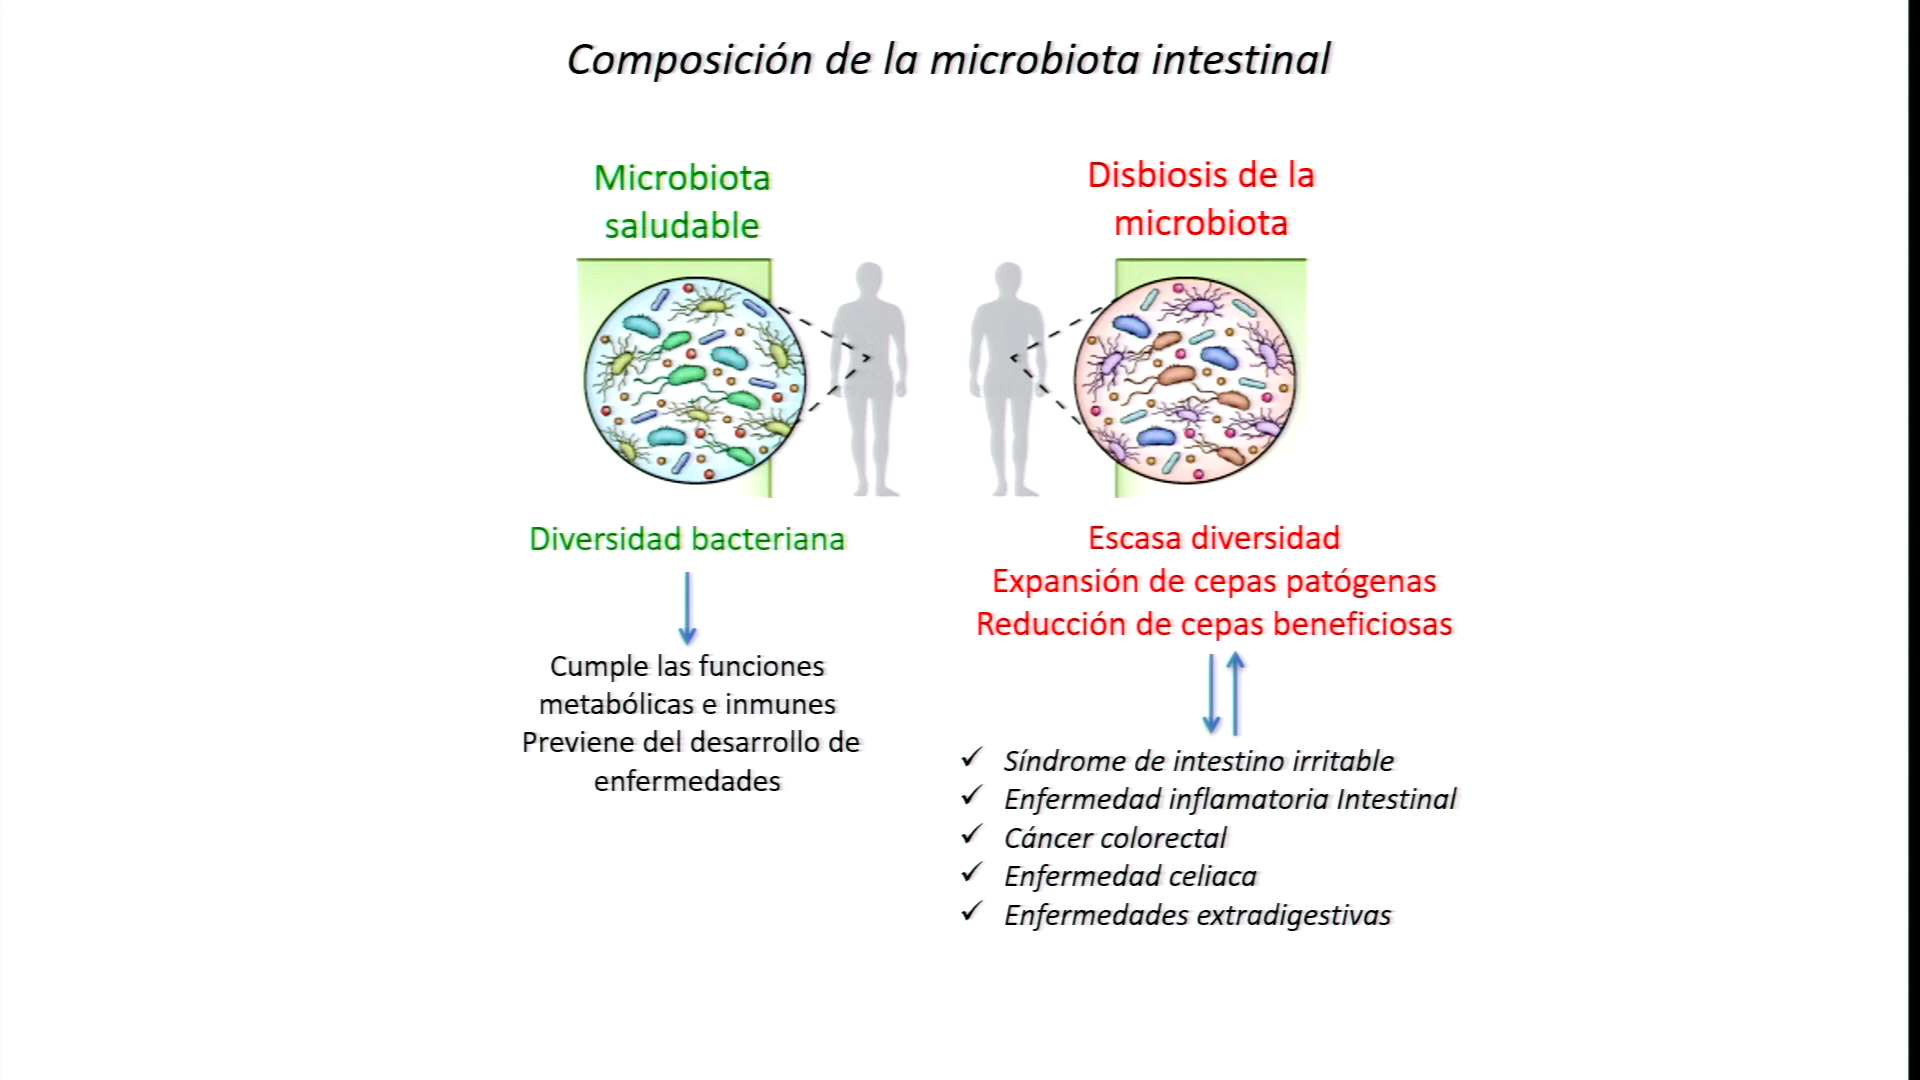 Composición de la microbiota intestinal
Microbiota
saludable
Disbiosis de la
microbiota
Diversidad bacteriana
Cumple las funciones
metabólicas e inmunes
Previene del desarrollo de
enfermedades
Escasa diversidad
Expansión de cepas patógenas
Reducción de cepas beneficiosas
✓ Síndrome de intestino irritable
✓ Enfermedad inflamatoria Intestinal
✓ Cáncer colorectal
✓ Enfermedad celiaca
✓ Enfermedades extradigestivas